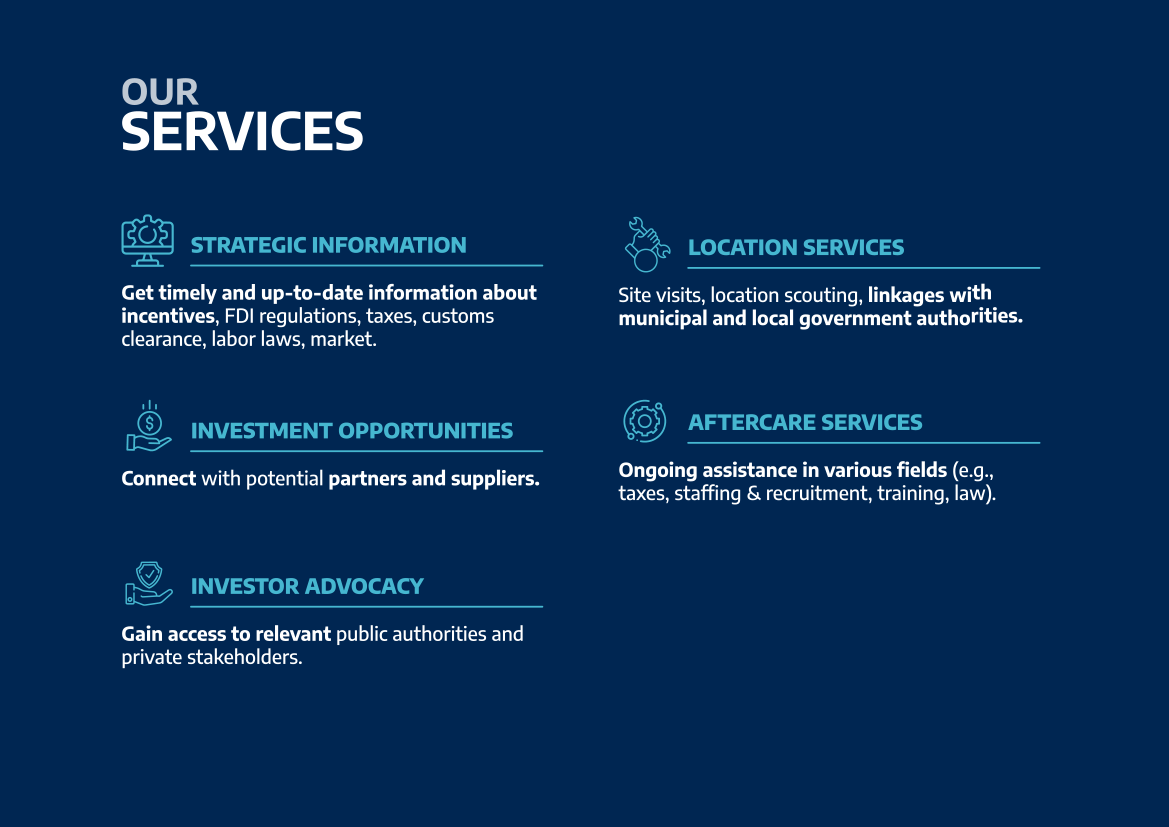 OUR
SERVICES
STRATEGIC INFORMATION
Get timely and up-to-date information about
incentives, FDI regulations, taxes, customs
clearance, labor laws, market.
INVESTMENT OPPORTUNITIES
Connect with potential partners and suppliers.
INVESTOR ADVOCACY
Gain access to relevant public authorities and
private stakeholders.
LOCATION SERVICES
Site visits, location scouting, linkages with
municipal and local government authorities.
AFTERCARE SERVICES
Ongoing assistance in various fields (e.g.,
taxes, staffing & recruitment, training, law).